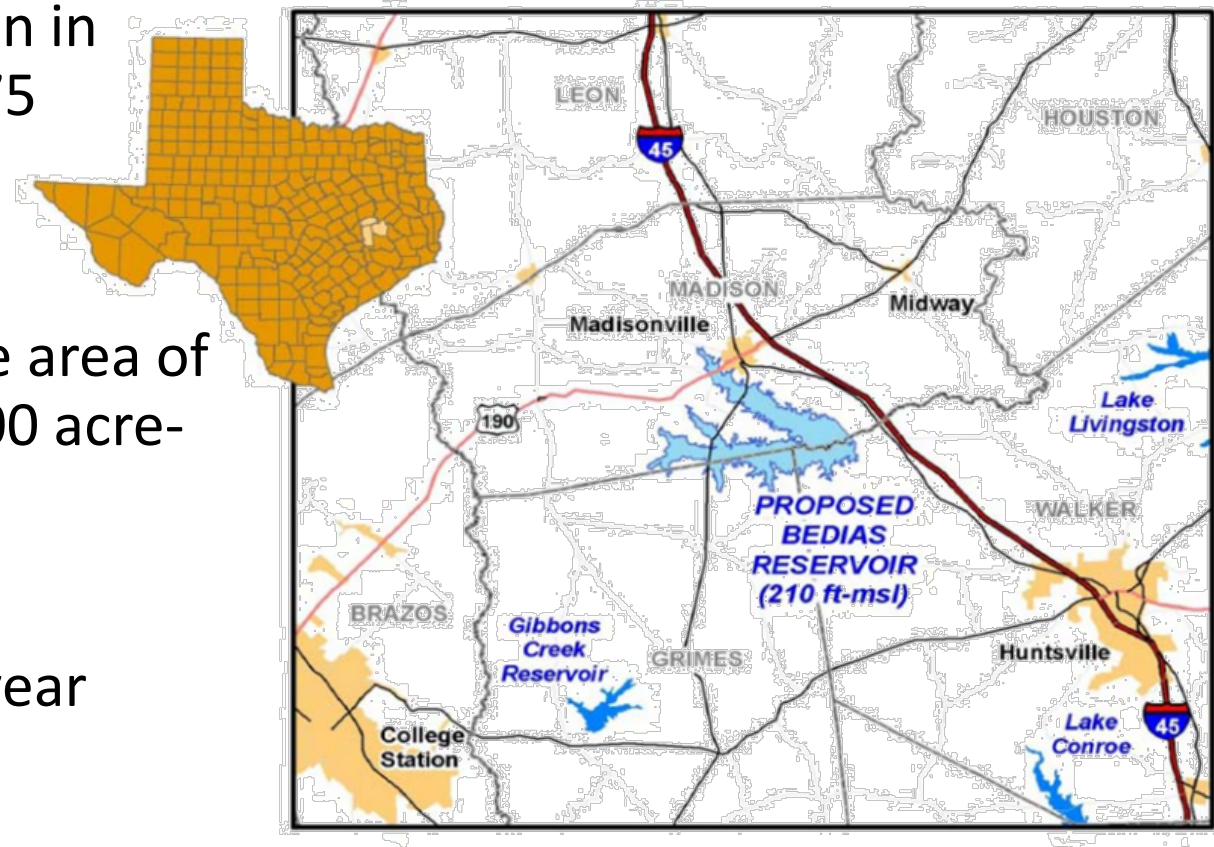 n in
75
e area of
00 acre-
year
LEON
HOUSTON
45
MADISON
Midway
Madisonville
190
Lake
Livingston
PROPOSED
BEDIAS
RESERVOIR
(210 ft-msl)
WALKER
BRAZOS
Gibbons
Creek
Reservoir
GRIMES
Huntsville
College
Station
Lake
Conroe
45